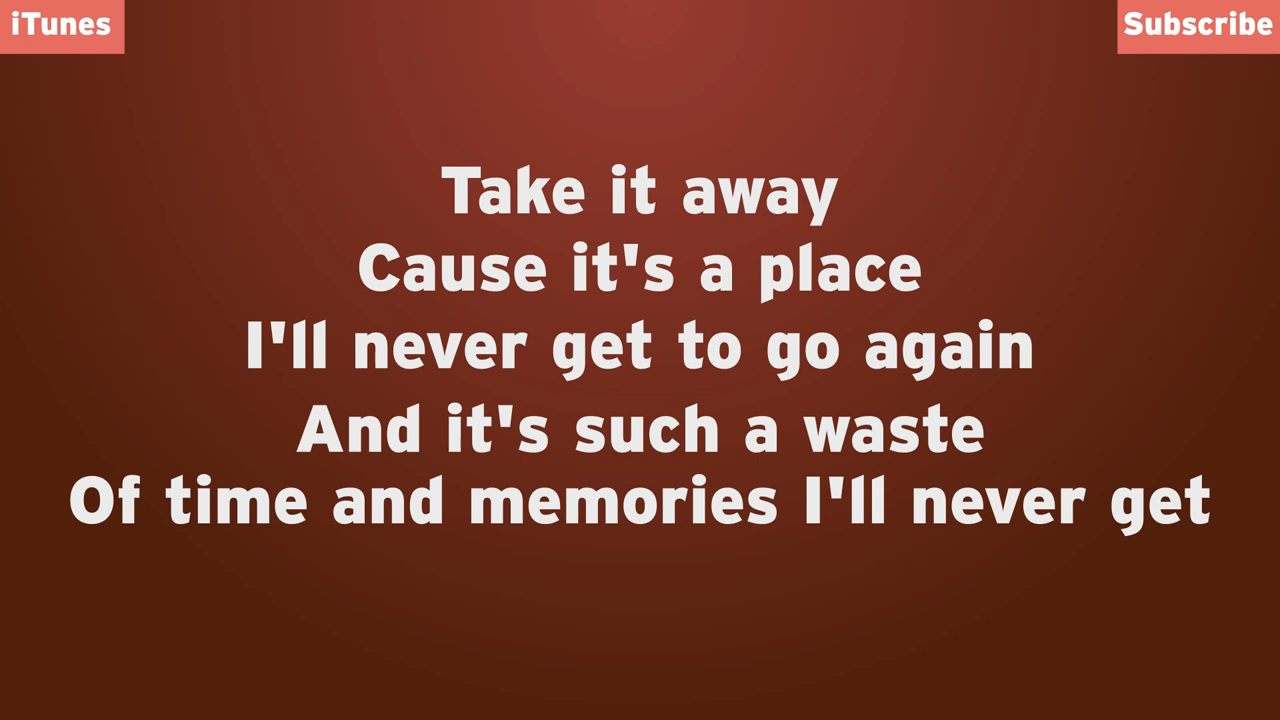 iTunes
Subscribe
Take it away
Cause it's a place
I'll never get to go again
And it's such a waste
Of time and memories I'll never get